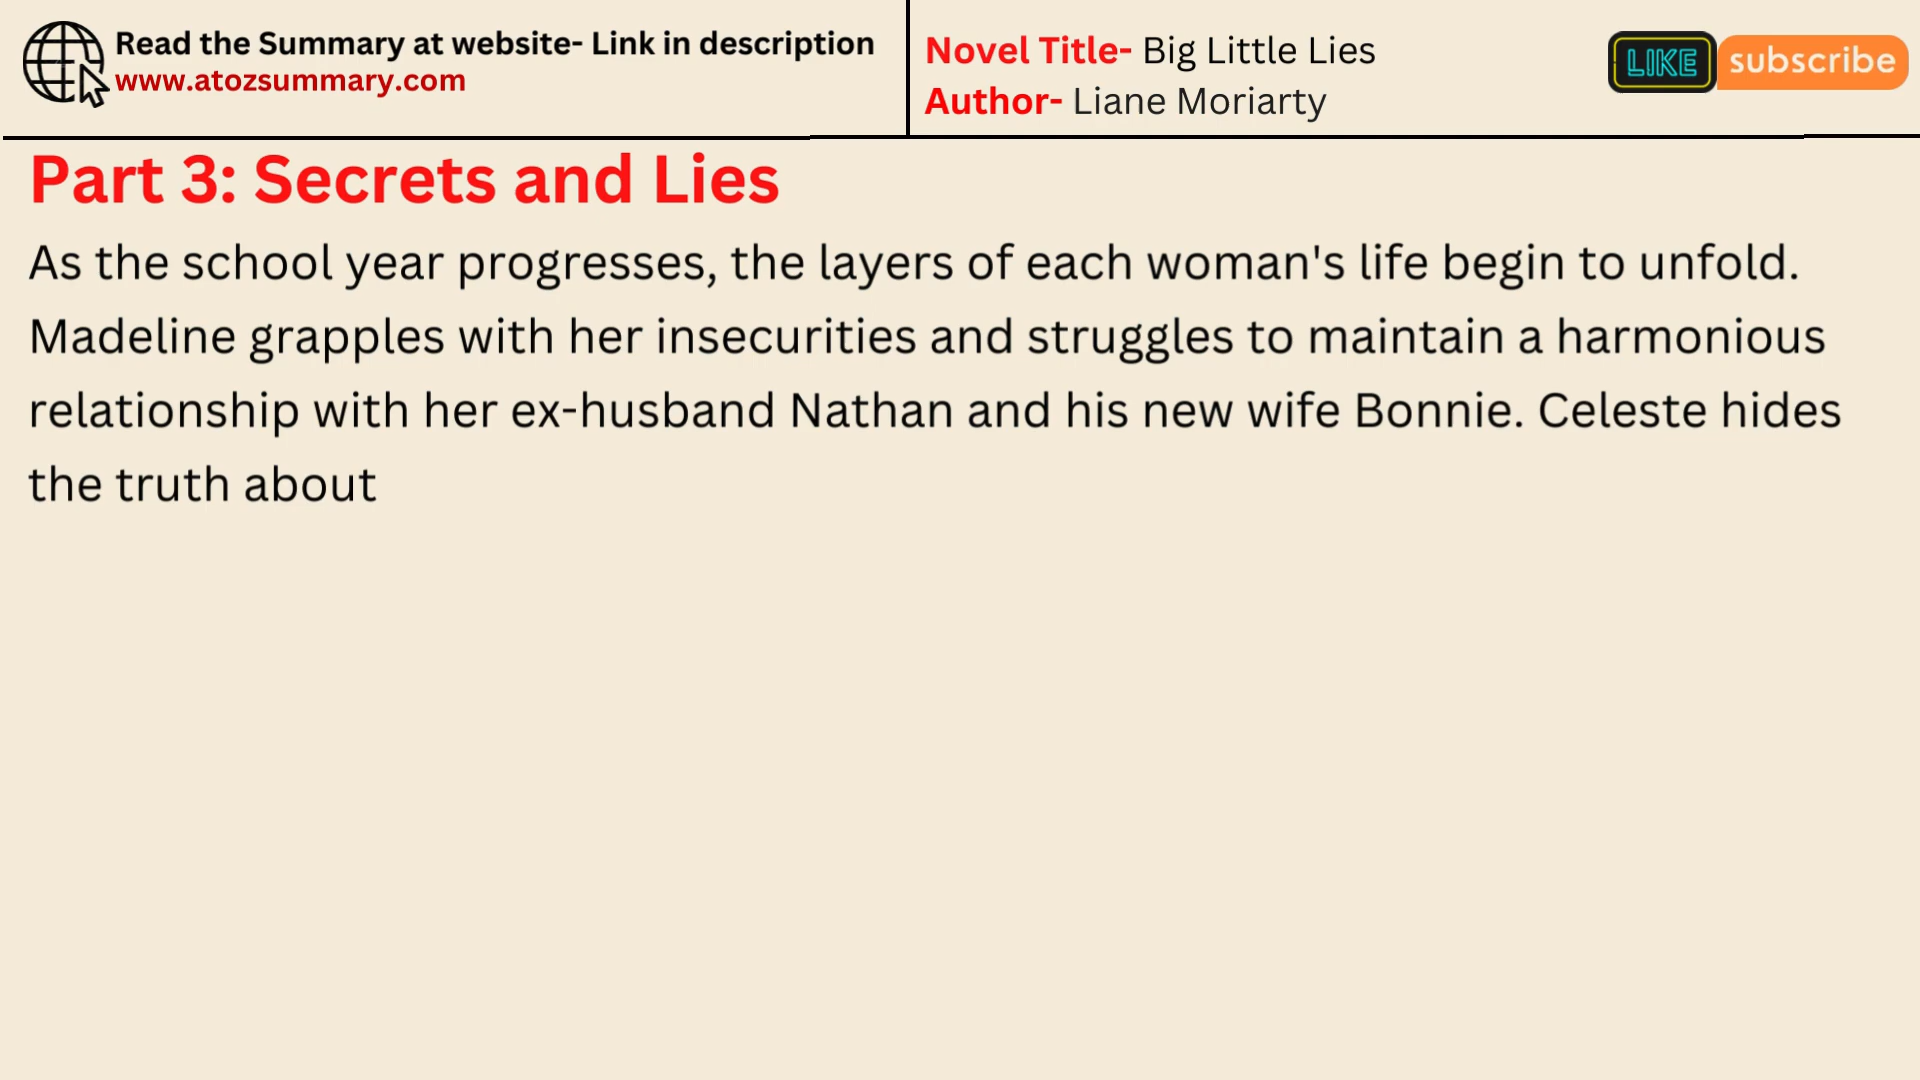 Read the Summary at website- Link in description
www.atozsummary.com
Novel Title- Big Little Lies
Author- Liane Moriarty
LIKE
subscribe
Part 3: Secrets and Lies
As the school year progresses, the layers of each woman's life begin to unfold.
Madeline grapples with her insecurities and struggles to maintain a harmonious
relationship with her ex-husband Nathan and his new wife Bonnie. Celeste hides
the truth about